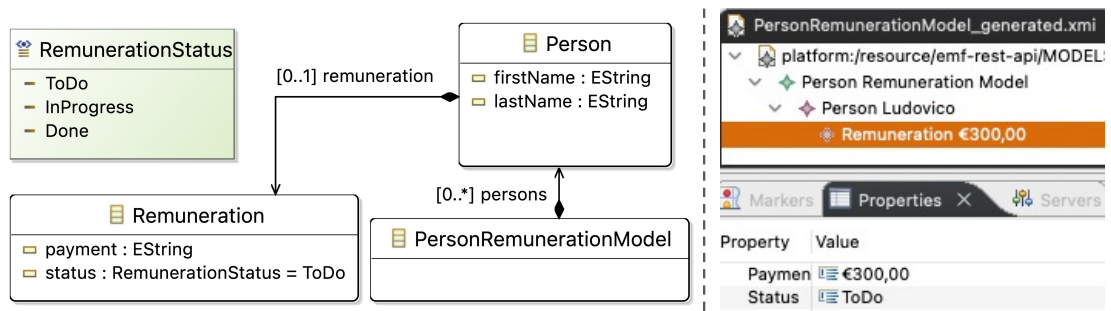 RemunerationStatus
ToDo
InProgress
Done
[0..1] remuneration
Person
firstName : EString
lastName : EString
Remuneration
payment : EString
status : RemunerationStatus = ToDo
[0..*] persons
PersonRemunerationModel
PersonRemunerationModel_generated.xmi
platform:/resource/emf-rest-api/MODELS
Person Remuneration Model
Person Ludovico
Remuneration €300,00
Markers
Properties
Servers
Property Value
Paymen €300,00
Status ToDo